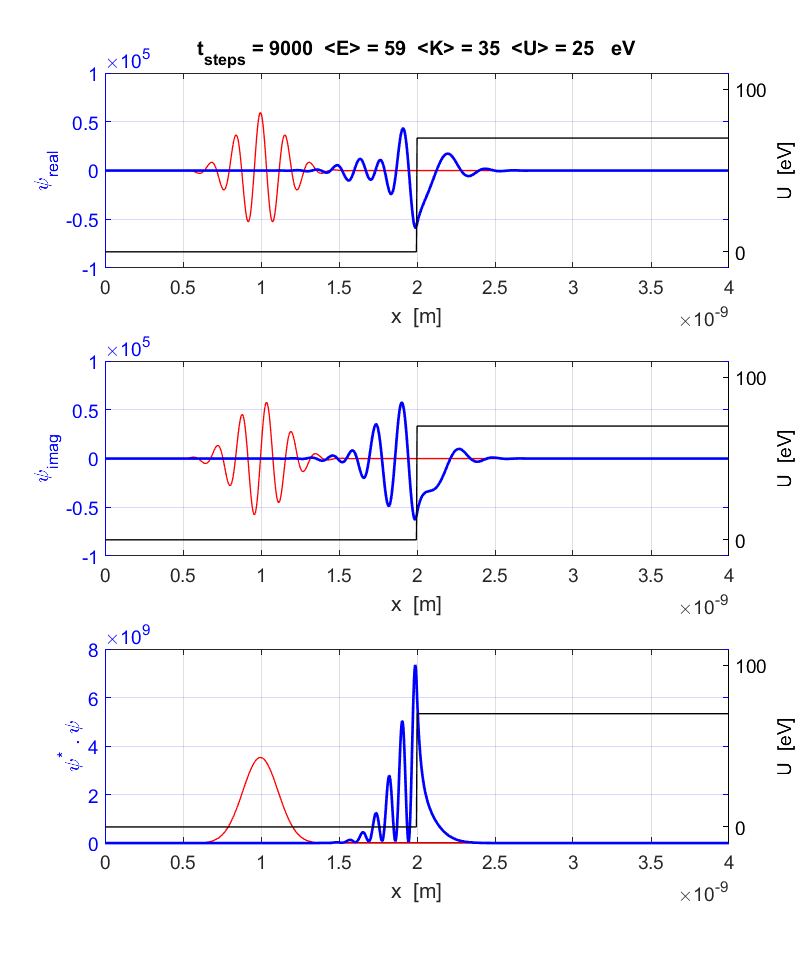 t_steps = 9000 <E> = 59 <K> = 35 <U> = 25 eV
×10^5
1
0.5
0
-0.5
-1
ψ_real
100
0
U [eV]
0 0.5 1 1.5 2 2.5 3 3.5 4
x [m]
×10^-9
×10^5
1
0.5
0
-0.5
-1
ψ_imag
100
0
U [eV]
0 0.5 1 1.5 2 2.5 3 3.5 4
x [m]
×10^-9
×10^9
8
6
4
2
0
ψ^* . ψ
100
0
U [eV]
0 0.5 1 1.5 2 2.5 3 3.5 4
x [m]
×10^-9